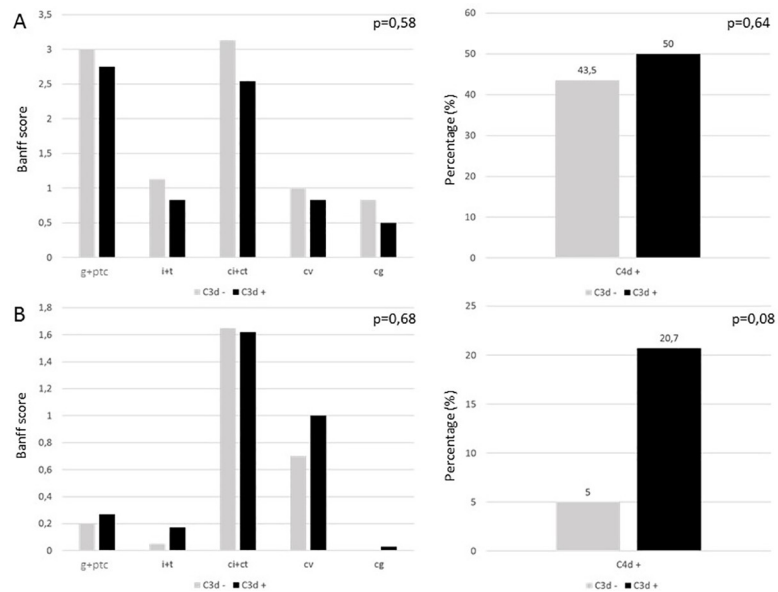 A
p=0,58
3,5
3
2,5
2
1,5
1
0,5
0
Banff score
g+ptc i+t ci+ct cv cg
C3d - C3d +
p=0,64
60
50
40
30
20
10
0
Percentage (%)
43,5
50
C4d +
C3d - C3d +
B
p=0,68
1,8
1,6
1,4
1,2
1
0,8
0,6
0,4
0,2
0
Banff score
g+ptc i+t ci+ct cv cg
C3d - C3d +
p=0,08
25
20
15
10
5
0
Percentage (%)
5
20,7
C4d +
C3d - C3d +